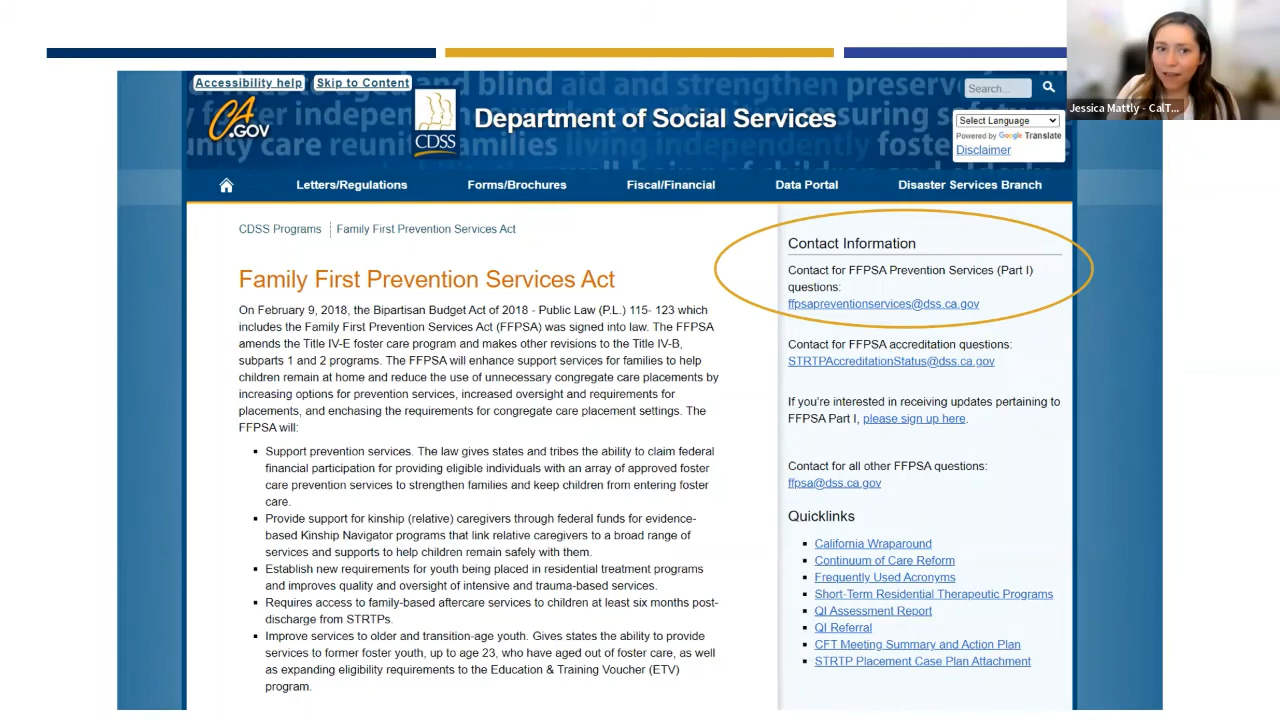 Accessibility help
Skip to Content
CA
.GOV
CDSS
Department of Social Services
Search...
Select Language
Powered by Google Translate
Disclaimer
Jessica Mattly - CalT...
Letters/Regulations
Forms/Brochures
Fiscal/Financial
Data Portal
Disaster Services Branch
CDSS Programs
Family First Prevention Services Act
Family First Prevention Services Act
On February 9, 2018, the Bipartisan Budget Act of 2018 - Public Law (P.L.) 115- 123 which
includes the Family First Prevention Services Act (FFPSA) was signed into law. The FFPSA
amends the Title IV-E foster care program and makes other revisions to the Title IV-B,
subparts 1 and 2 programs. The FFPSA will enhance support services for families to help
children remain at home and reduce the use of unnecessary congregate care placements by
increasing options for prevention services, increased oversight and requirements for
placements, and enchasing the requirements for congregate care placement settings. The
FFPSA will:
Support prevention services. The law gives states and tribes the ability to claim federal
financial participation for providing eligible individuals with an array of approved foster
care prevention services to strengthen families and keep children from entering foster
care.
Provide support for kinship (relative) caregivers through federal funds for evidence-
based Kinship Navigator programs that link relative caregivers to a broad range of
services and supports to help children remain safely with them.
Establish new requirements for youth being placed in residential treatment programs
and improves quality and oversight of intensive and trauma-based services.
Requires access to family-based aftercare services to children at least six months post-
discharge from STRTPs.
Improve services to older and transition-age youth. Gives states the ability to provide
services to former foster youth, up to age 23, who have aged out of foster care, as well
as expanding eligibility requirements to the Education & Training Voucher (ETV)
program.
Contact Information
Contact for FFPSA Prevention Services (Part I)
questions:
ffpsapreventionservices@dss.ca.gov
Contact for FFPSA accreditation questions:
STRTPAccreditationStatus@dss.ca.gov
If you're interested in receiving updates pertaining to
FFPSA Part I, please sign up here.
Contact for all other FFPSA questions:
ffpsa@dss.ca.gov
Quicklinks
California Wraparound
Continuum of Care Reform
Frequently Used Acronyms
Short-Term Residential Therapeutic Programs
QI Assessment Report
QI Referral
CFT Meeting Summary and Action Plan
STRTP Placement Case Plan Attachment